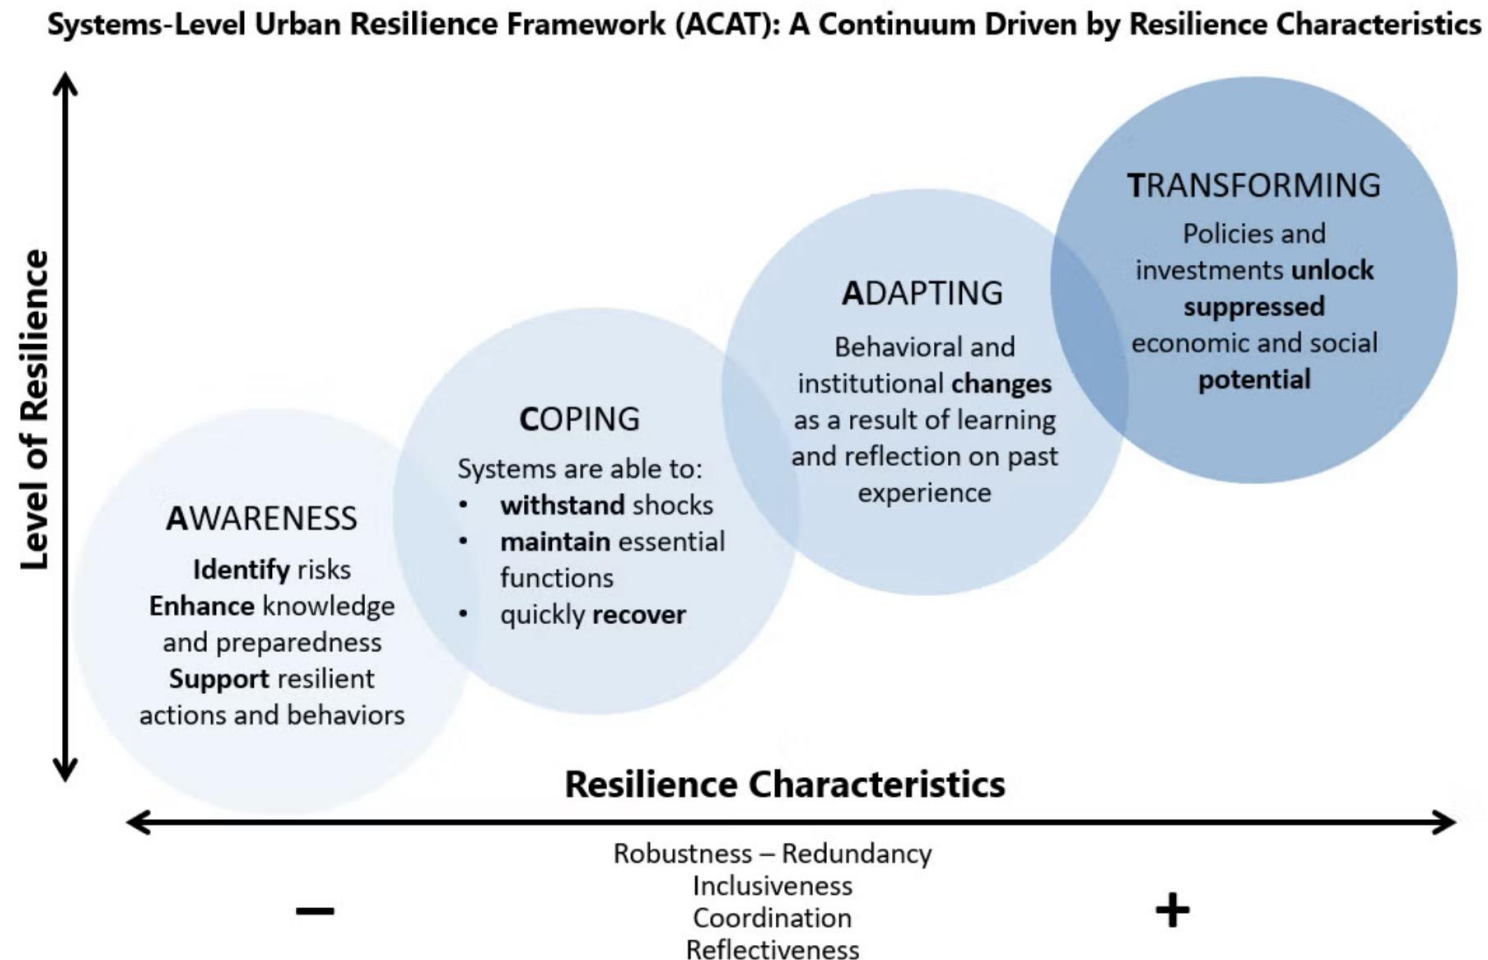 Systems-Level Urban Resilience Framework (ACAT): A Continuum Driven by Resilience Characteristics
Level of Resilience
AWARENESS
Identify risks
Enhance knowledge
and preparedness
Support resilient
actions and behaviors
COPING
Systems are able to:
• withstand shocks
• maintain essential
functions
• quickly recover
ADAPTING
Behavioral and
institutional changes
as a result of learning
and reflection on past
experience
TRANSFORMING
Policies and
investments unlock
suppressed
economic and social
potential
Resilience Characteristics
Robustness – Redundancy
Inclusiveness
Coordination
Reflectiveness
–
+